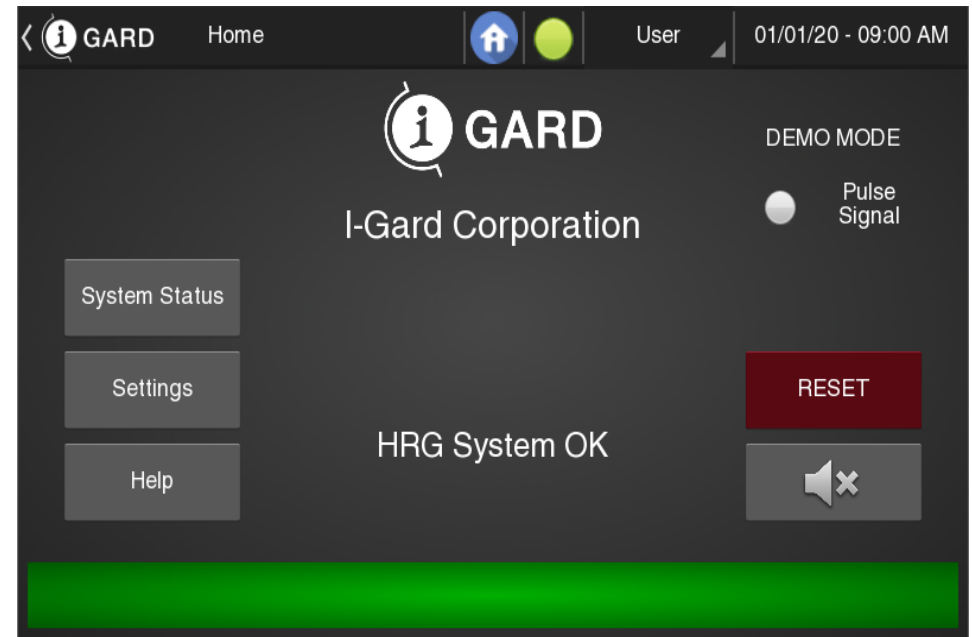 i GARD Home User 01/01/20 - 09:00 AM
i GARD
DEMO MODE
Pulse
Signal
I-Gard Corporation
System Status
Settings
RESET
HRG System OK
Help